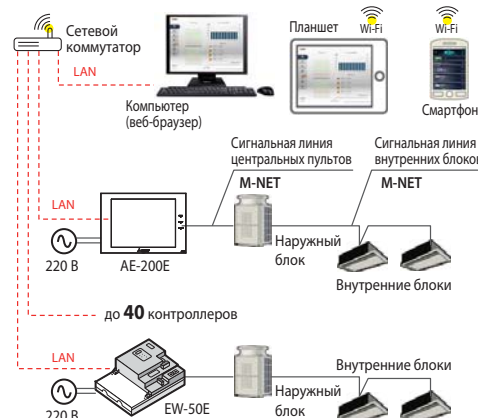 Сетевой
коммутатор
LAN
Компьютер
(веб-браузер)
Планшет
Wi-Fi
Wi-Fi
Смартфон
Сигнальная линия
центральных пультов
M-NET
Сигнальная линия
внутренних блоков
M-NET
LAN
220 В
AE-200E
Наружный
блок
Внутренние блоки
до 40 контроллеров
LAN
220 В
EW-50E
Наружный
блок
Внутренние блоки